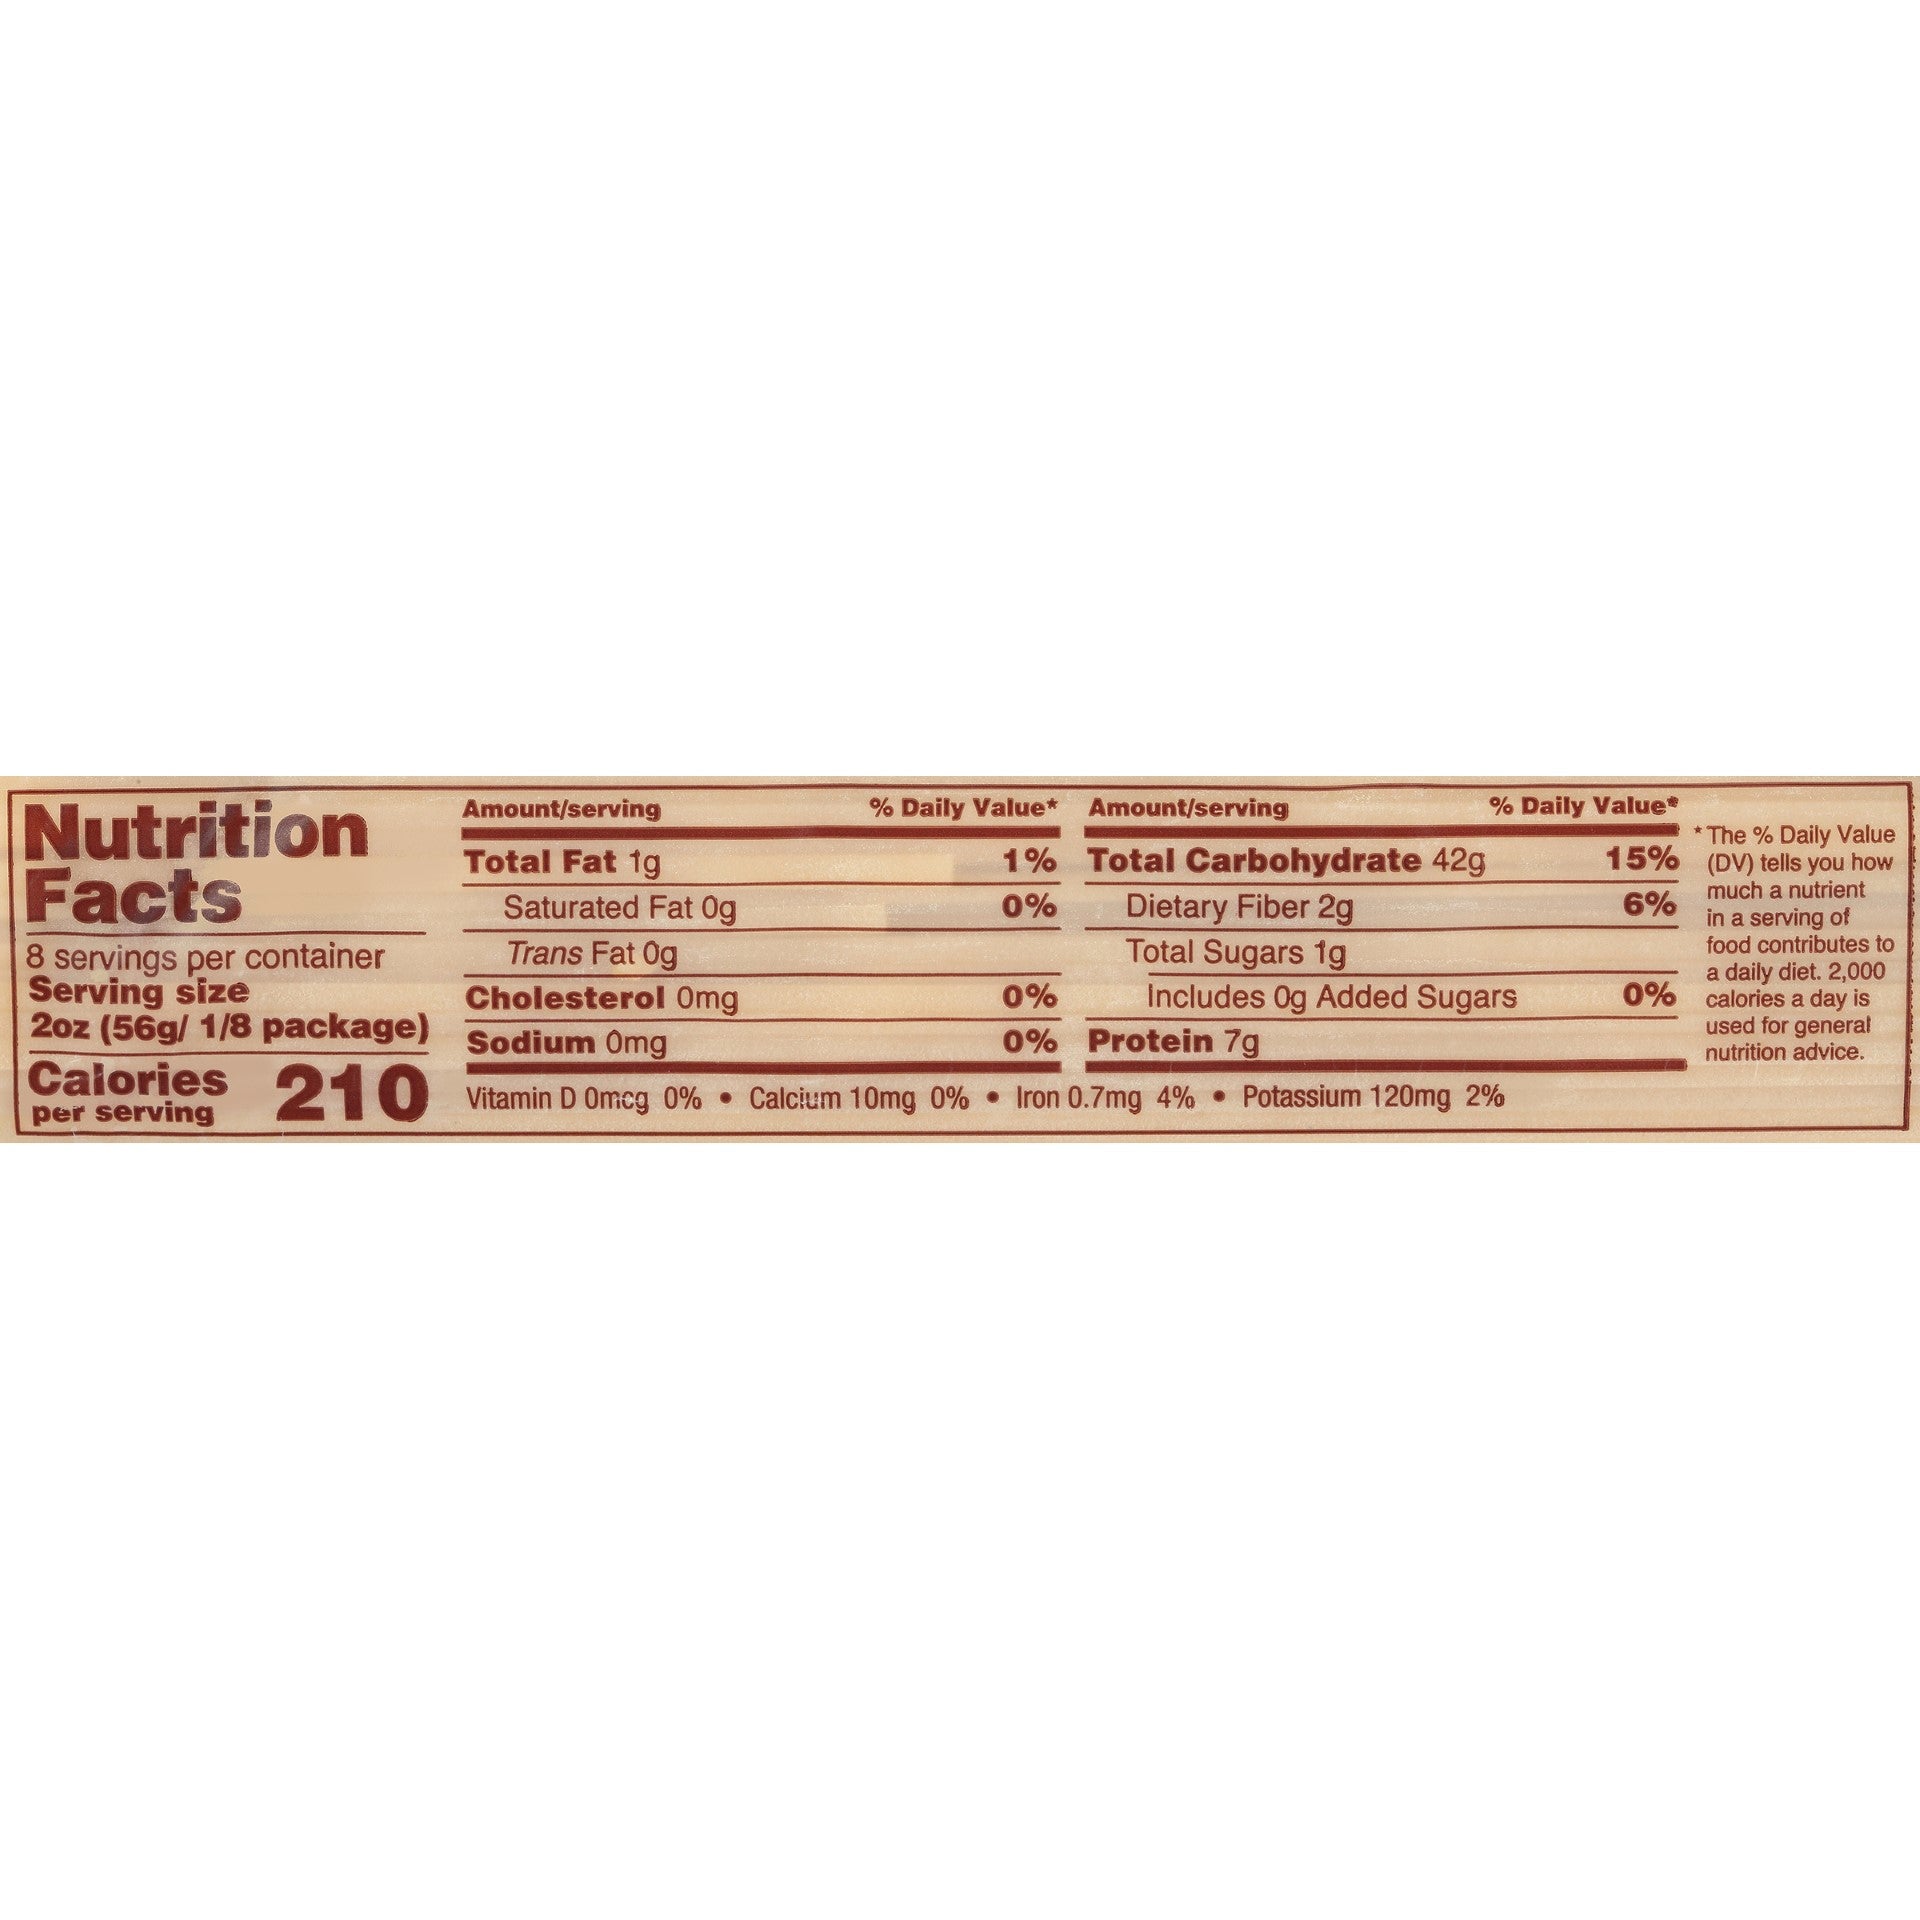 Nutrition
Facts
8 servings per container
Serving size
2oz (56g/ 1/8 package)
Calories
per serving
210
Amount/serving % Daily Value*
Total Fat 1g 1%
Saturated Fat 0g 0%
Trans Fat 0g
Cholesterol 0mg 0%
Sodium 0mg 0%
Amount/serving % Daily Value*
Total Carbohydrate 42g 15%
Dietary Fiber 2g 6%
Total Sugars 1g
Includes 0g Added Sugars 0%
Protein 7g
Vitamin D 0mcg 0% • Calcium 10mg 0% • Iron 0.7mg 4% • Potassium 120mg 2%
* The % Daily Value
(DV) tells you how
much a nutrient
in a serving of
food contributes to
a daily diet. 2,000
calories a day is
used for general
nutrition advice.